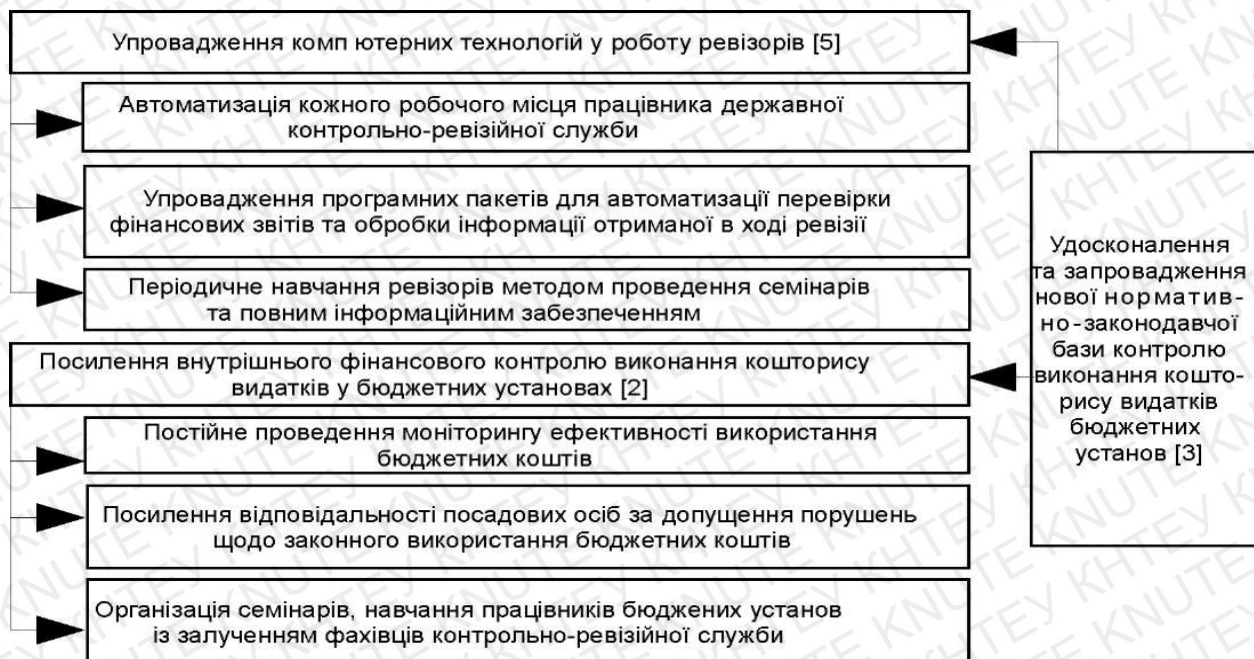 Упровадження комп ютерних технологій у роботу ревізорів [5]
Автоматизація кожного робочого місця працівника державної
контрольно-ревізійної служби
Упровадження програмних пакетів для автоматизації перевірки
фінансових звітів та обробки інформації отриманої в ході ревізії
Періодичне навчання ревізорів методом проведення семінарів
та повним інформаційним забезпеченням
Посилення внутрішнього фінансового контролю виконання кошторису
видатків у бюджетних установах [2]
Постійне проведення моніторингу ефективності використання
бюджетних коштів
Посилення відповідальності посадових осіб за допущення порушень
щодо законного використання бюджетних коштів
Організація семінарів, навчання працівників бюджених установ
із залученням фахівців контрольно-ревізійної служби
Удосконалення
та запровадження
нової норматив-
но-законодавчої
бази контролю
виконання кошто-
рису видатків
бюджетних
установ [3]